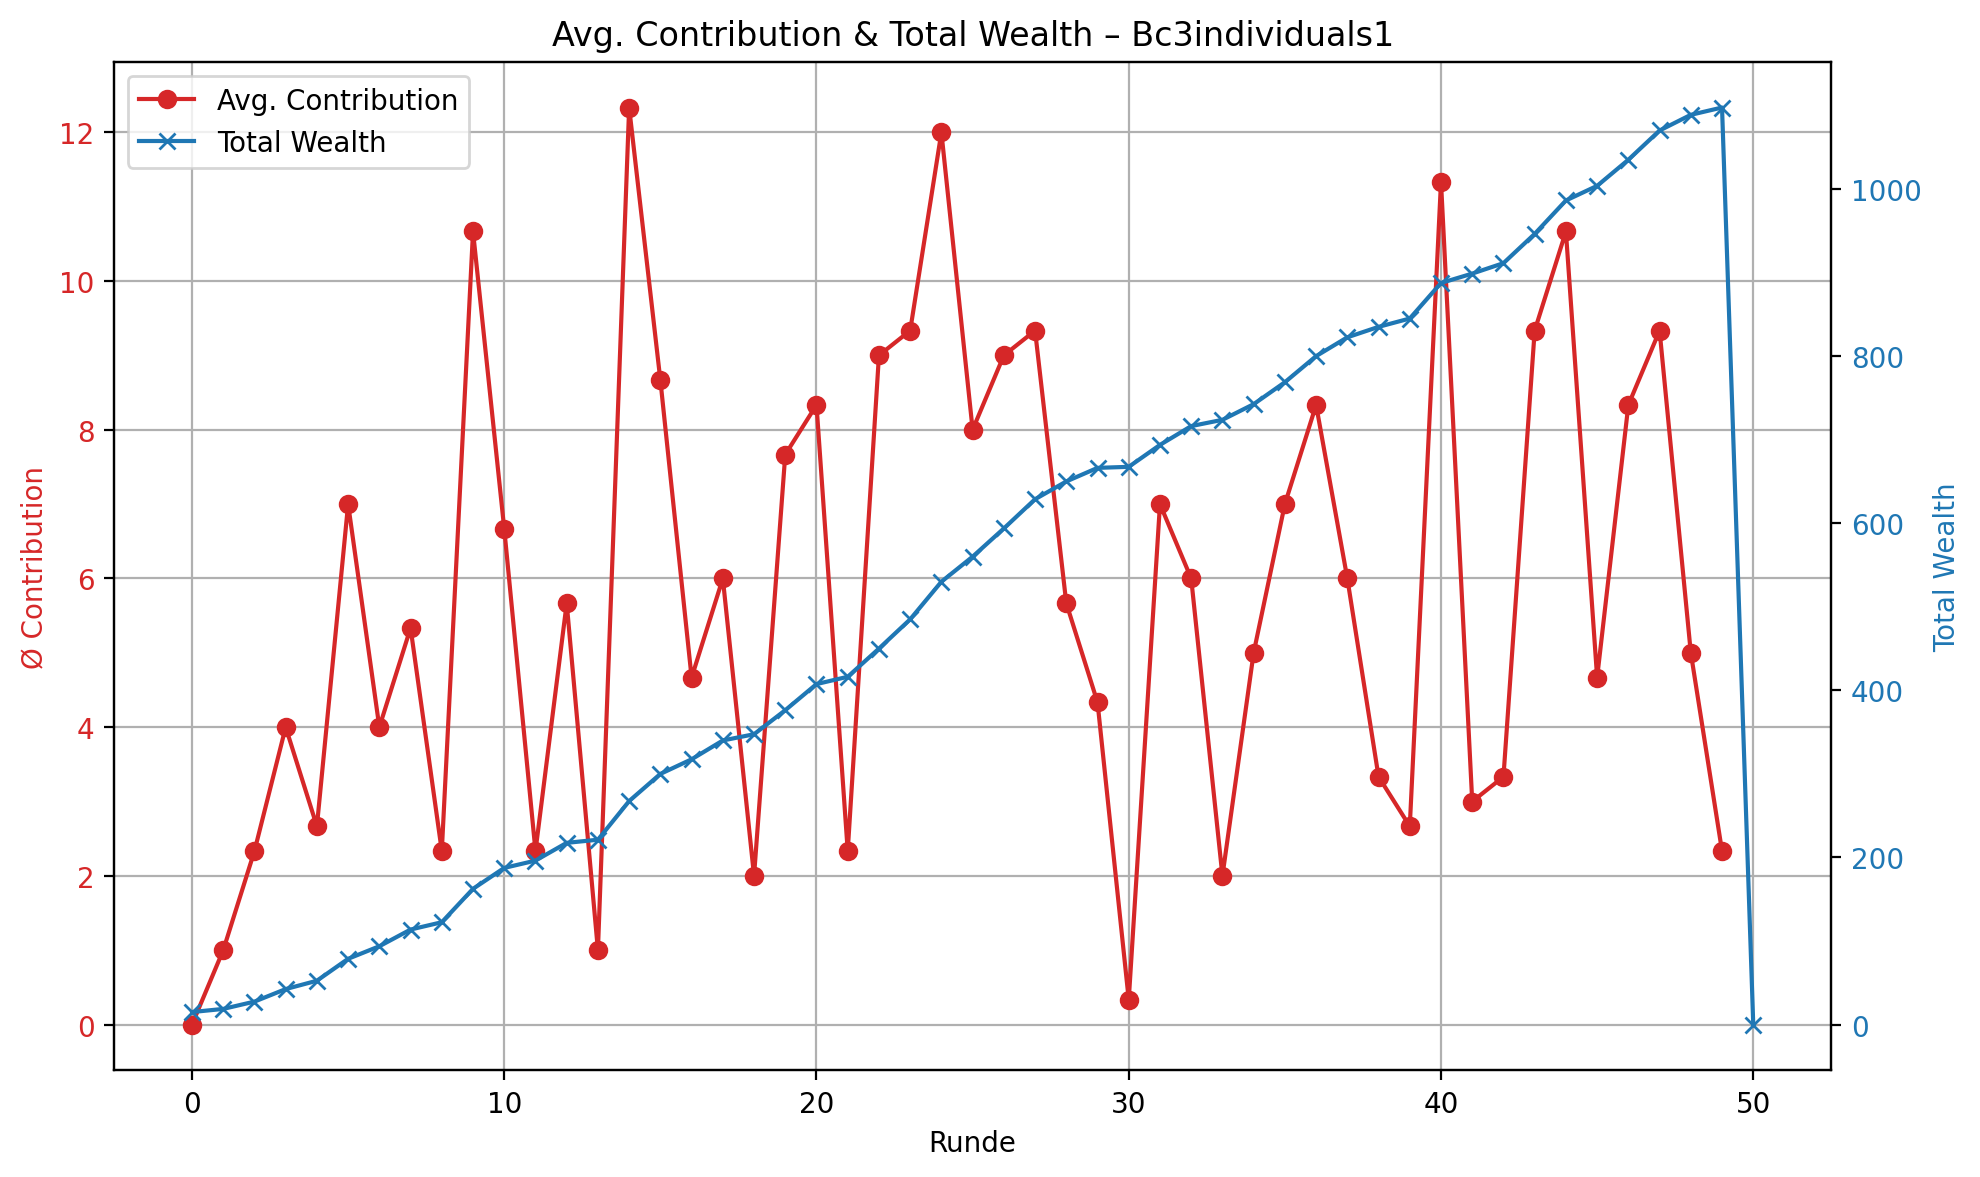 Avg. Contribution & Total Wealth – Bc3individuals1
Avg. Contribution
Total Wealth
12
10
8
6
4
2
0
Ø Contribution
1000
800
600
400
200
0
Total Wealth
0 10 20 30 40 50
Runde